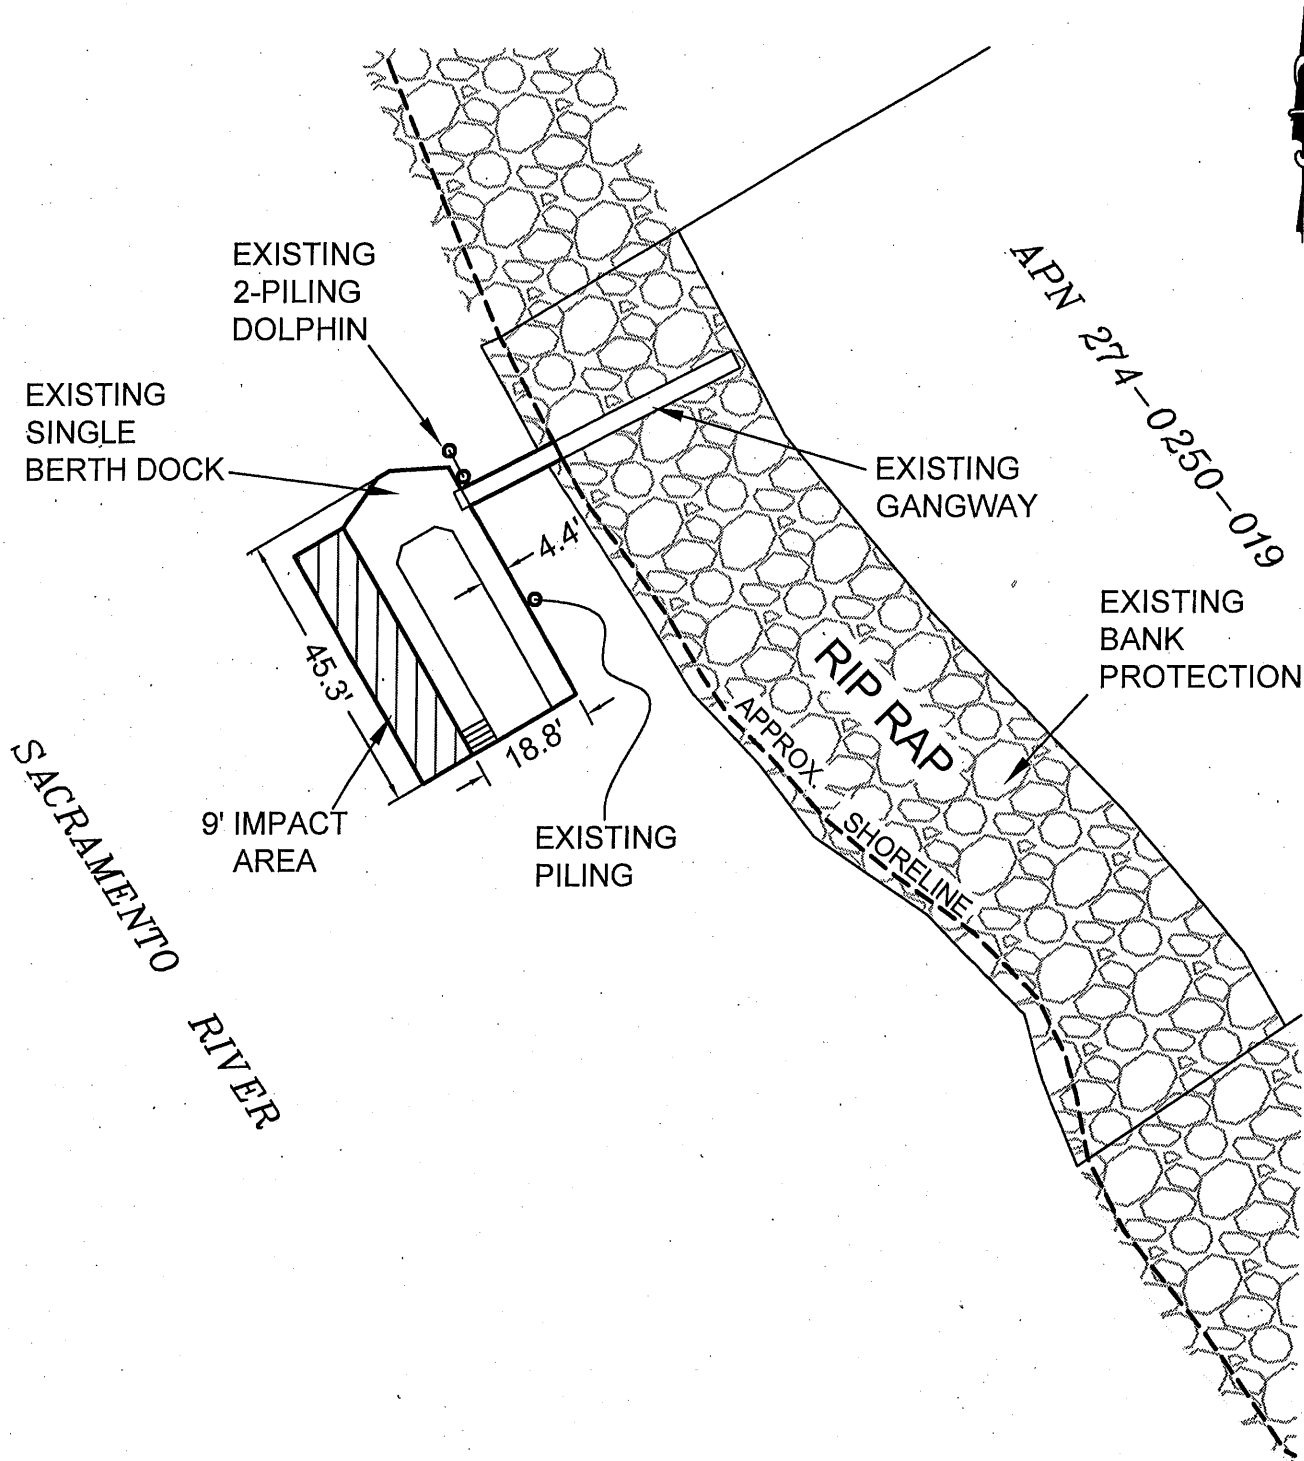 EXISTING
2-PILING
DOLPHIN
APN 274-0250-019
EXISTING
SINGLE
BERTH DOCK
EXISTING
GANGWAY
4.4'
EXISTING
BANK
PROTECTION
45.3'
RIP RAP
18.8'
APPROX.
SHORELINE
9' IMPACT
AREA
EXISTING
PILING
SACRAMENTO
RIVER